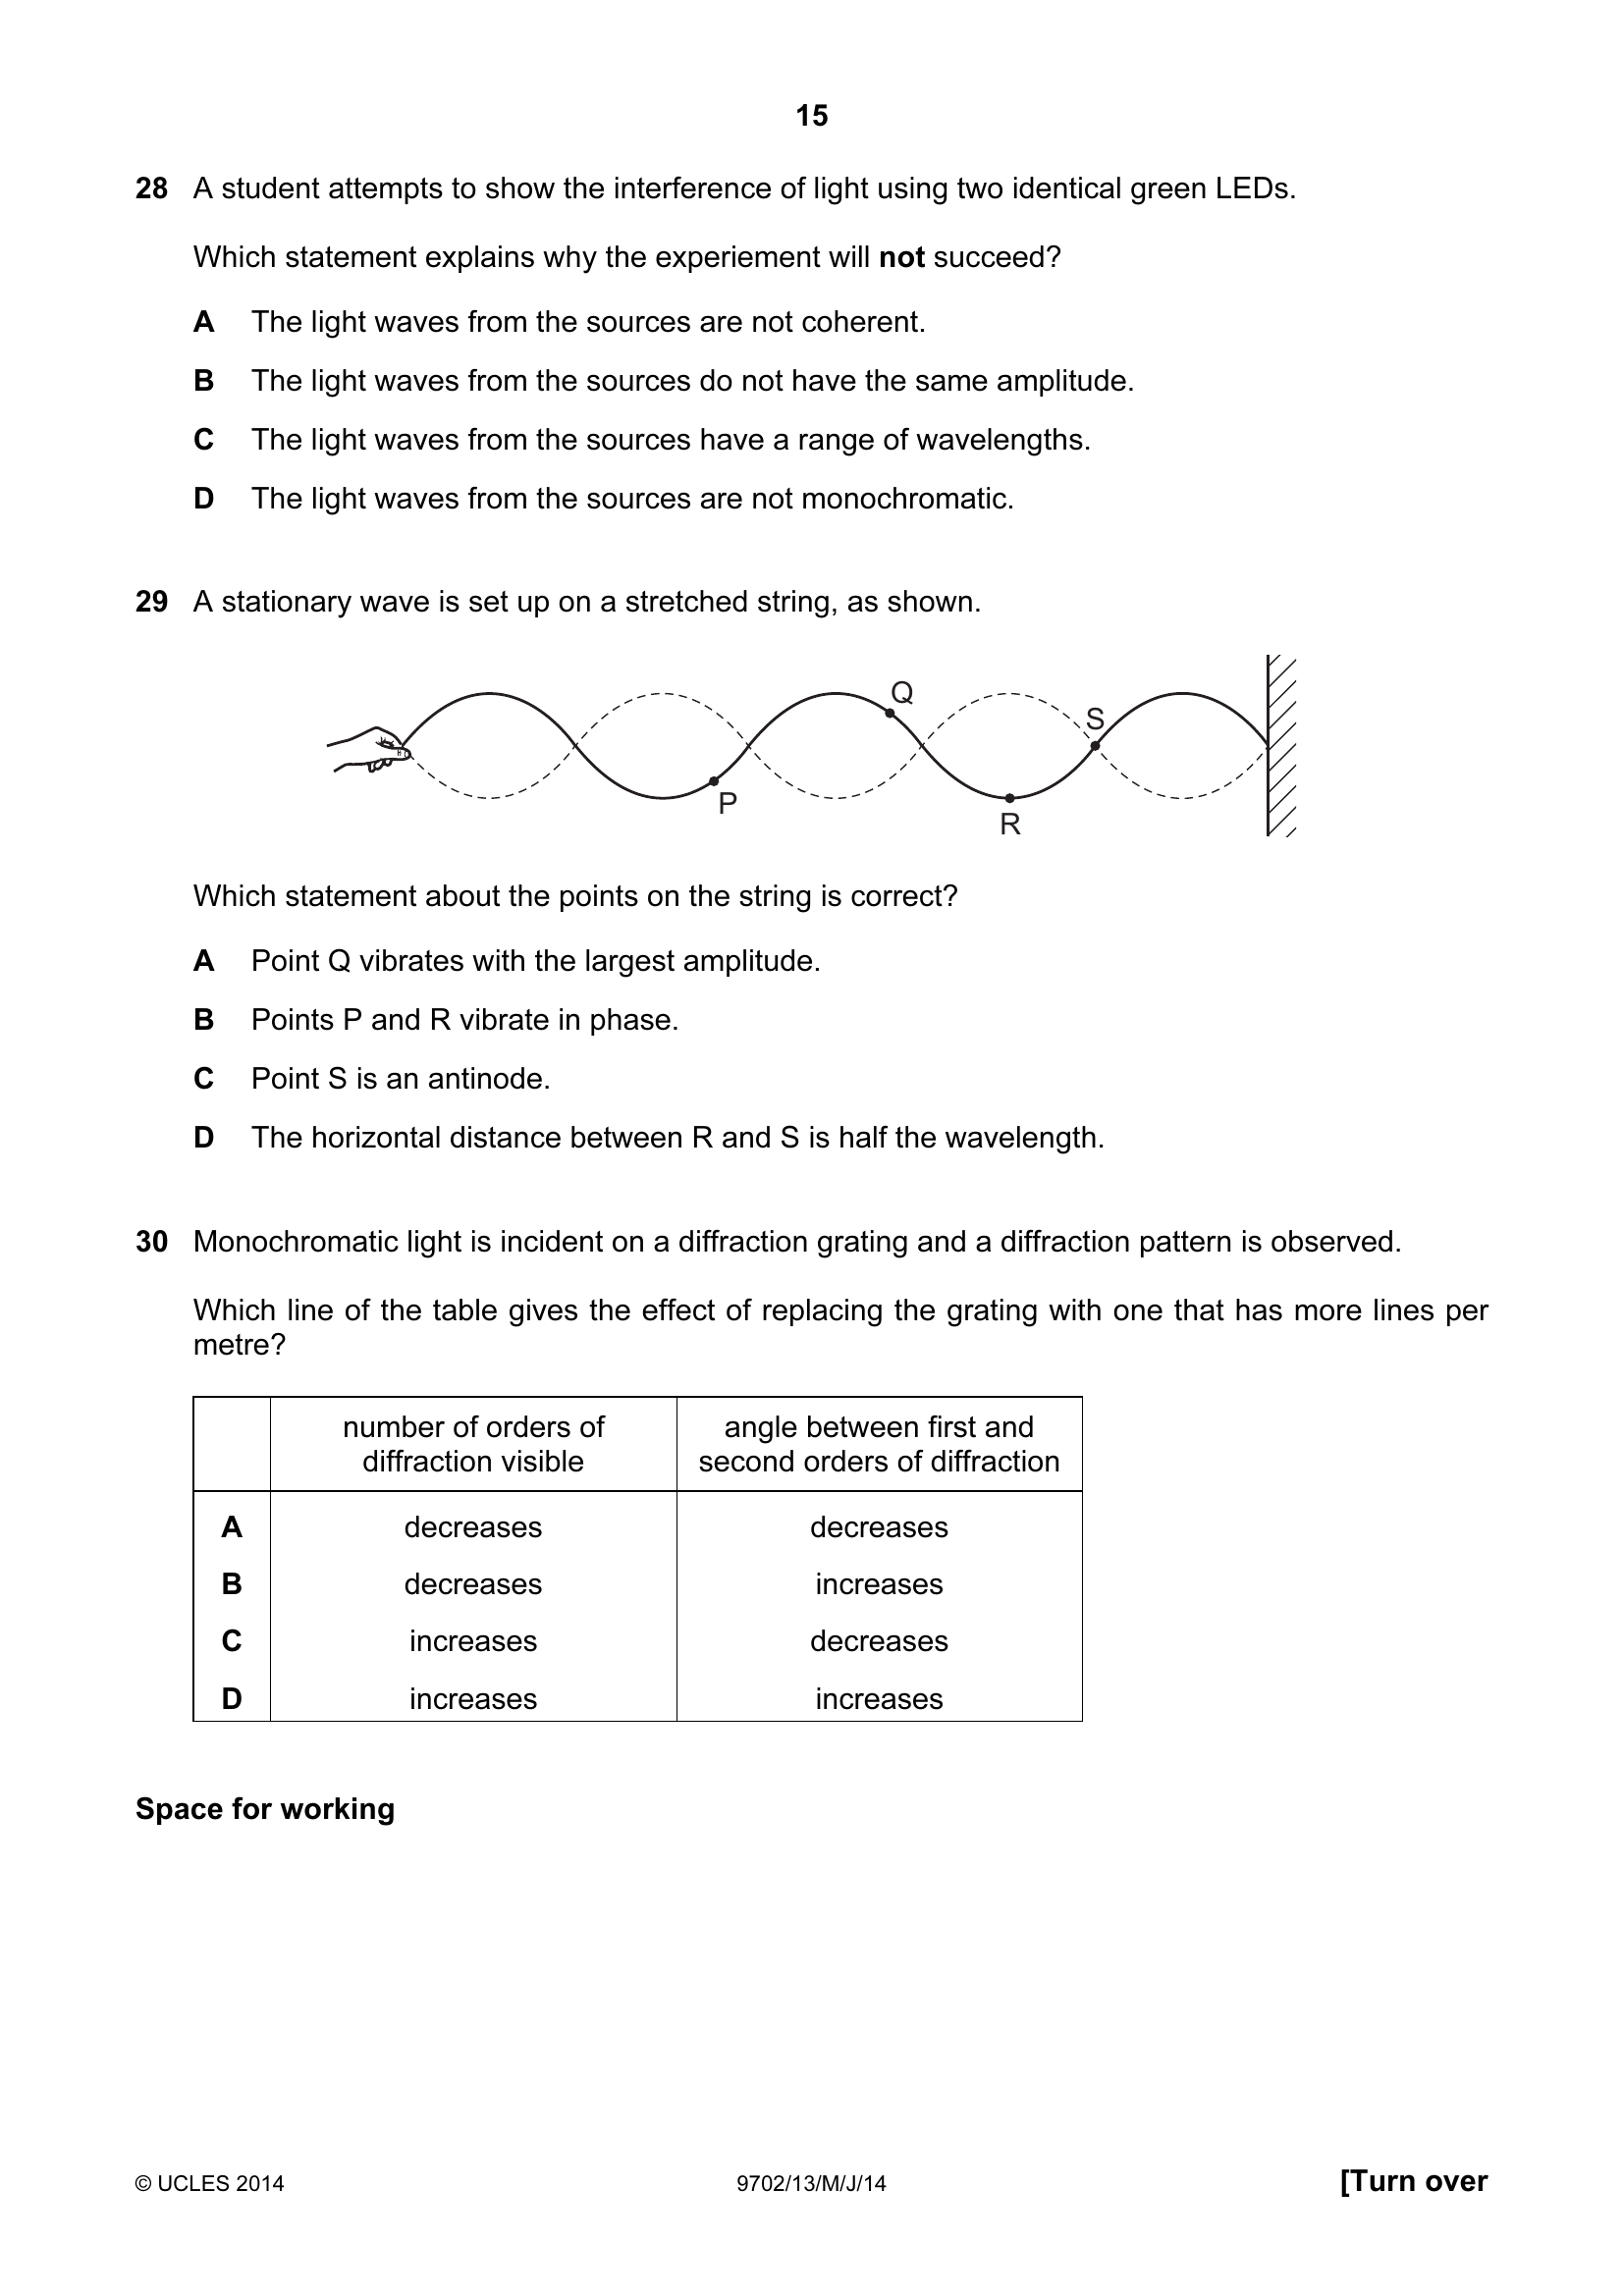 15
28 A student attempts to show the interference of light using two identical green LEDs.
Which statement explains why the experiement will not succeed?
A The light waves from the sources are not coherent.
B The light waves from the sources do not have the same amplitude.
C The light waves from the sources have a range of wavelengths.
D The light waves from the sources are not monochromatic.
29 A stationary wave is set up on a stretched string, as shown.
Q
S
P
R
Which statement about the points on the string is correct?
A Point Q vibrates with the largest amplitude.
B Points P and R vibrate in phase.
C Point S is an antinode.
D The horizontal distance between R and S is half the wavelength.
30 Monochromatic light is incident on a diffraction grating and a diffraction pattern is observed.
Which line of the table gives the effect of replacing the grating with one that has more lines per
metre?
number of orders of
diffraction visible
angle between first and
second orders of diffraction
A decreases decreases
B decreases increases
C increases decreases
D increases increases
Space for working
© UCLES 2014 9702/13/M/J/14 [Turn over